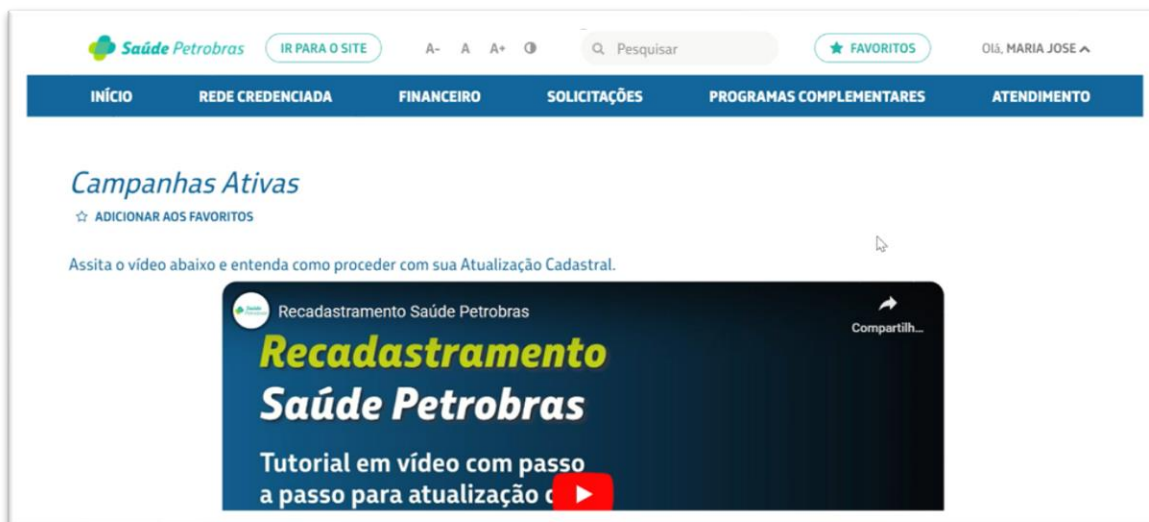 Saúde Petrobras IR PARA O SITE A- A A+ Pesquisar FAVORITOS Olá, MARIA JOSE
INÍCIO REDE CREDENCIADA FINANCEIRO SOLICITAÇÕES PROGRAMAS COMPLEMENTARES ATENDIMENTO
Campanhas Ativas
ADICIONAR AOS FAVORITOS
Assita o vídeo abaixo e entenda como proceder com sua Atualização Cadastral.
Recadastramento Saúde Petrobras
Compartilh...
Recadastramento
Saúde Petrobras
Tutorial em vídeo com passo
a passo para atualização